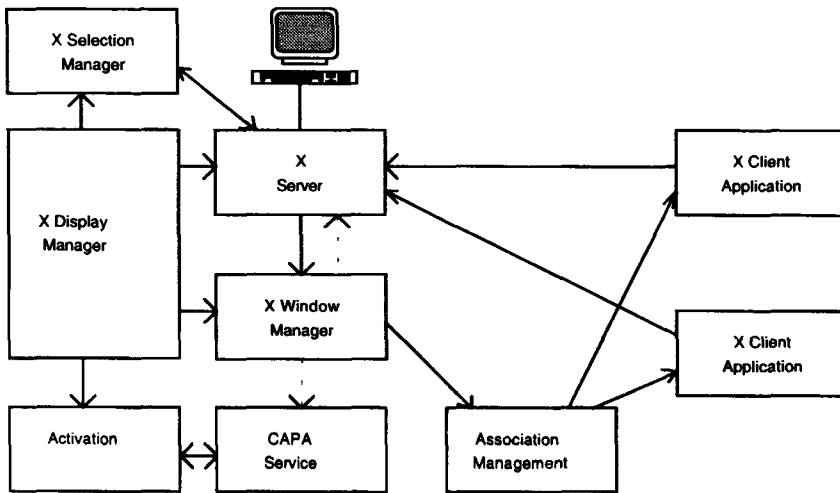 X Selection
Manager
X
Server
X Client
Application
X Display
Manager
X Window
Manager
X Client
Application
Activation
CAPA
Service
Association
Management